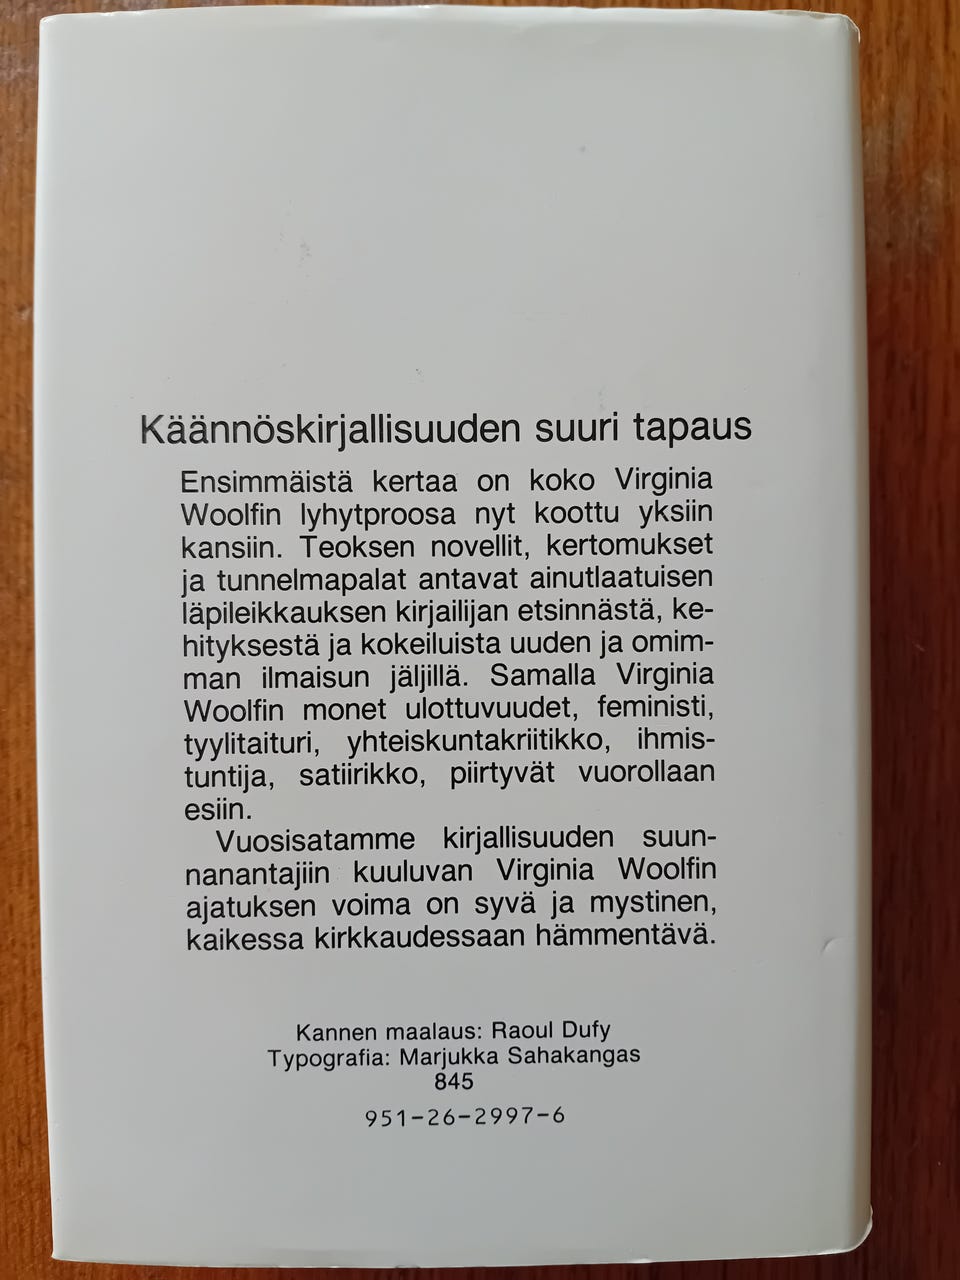 Käännöskirjallisuuden suuri tapaus
Ensimmäistä kertaa on koko Virginia
Woolfin lyhytproosa nyt koottu yksiin
kansiin. Teoksen novellit, kertomukset
ja tunnelmapalat antavat ainutlaatuisen
läpileikkauksen kirjailijan etsinnästä, ke-
hityksestä ja kokeiluista uuden ja omim-
man ilmaisun jäljillä. Samalla Virginia
Woolfin monet ulottuvuudet, feministi,
tyylitaituri, yhteiskuntakriitikko, ihmis-
tuntija, satiirikko, piirtyvät vuorollaan
esiin.
Vuosisatamme kirjallisuuden suun-
nanantajiin kuuluvan Virginia Woolfin
ajatuksen voima on syvä ja mystinen,
kaikessa kirkkaudessaan hämmentävä.
Kannen maalaus: Raoul Dufy
Typografia: Marjukka Sahakangas
845
951-26-2997-6